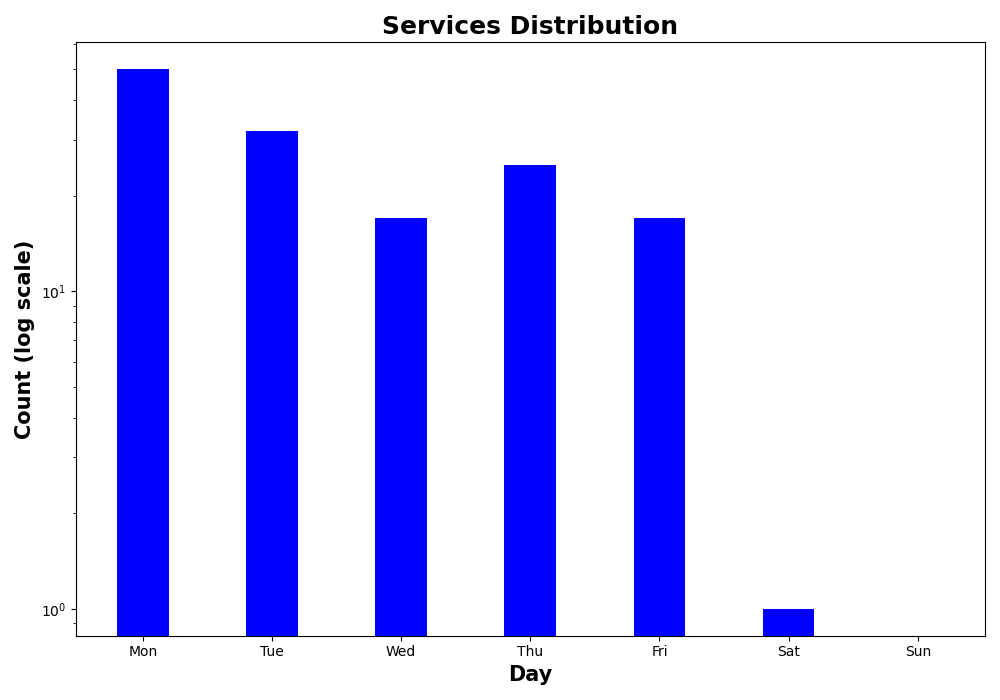 Services Distribution
Count (log scale)
10¹
10⁰
Mon Tue Wed Thu Fri Sat Sun
Day